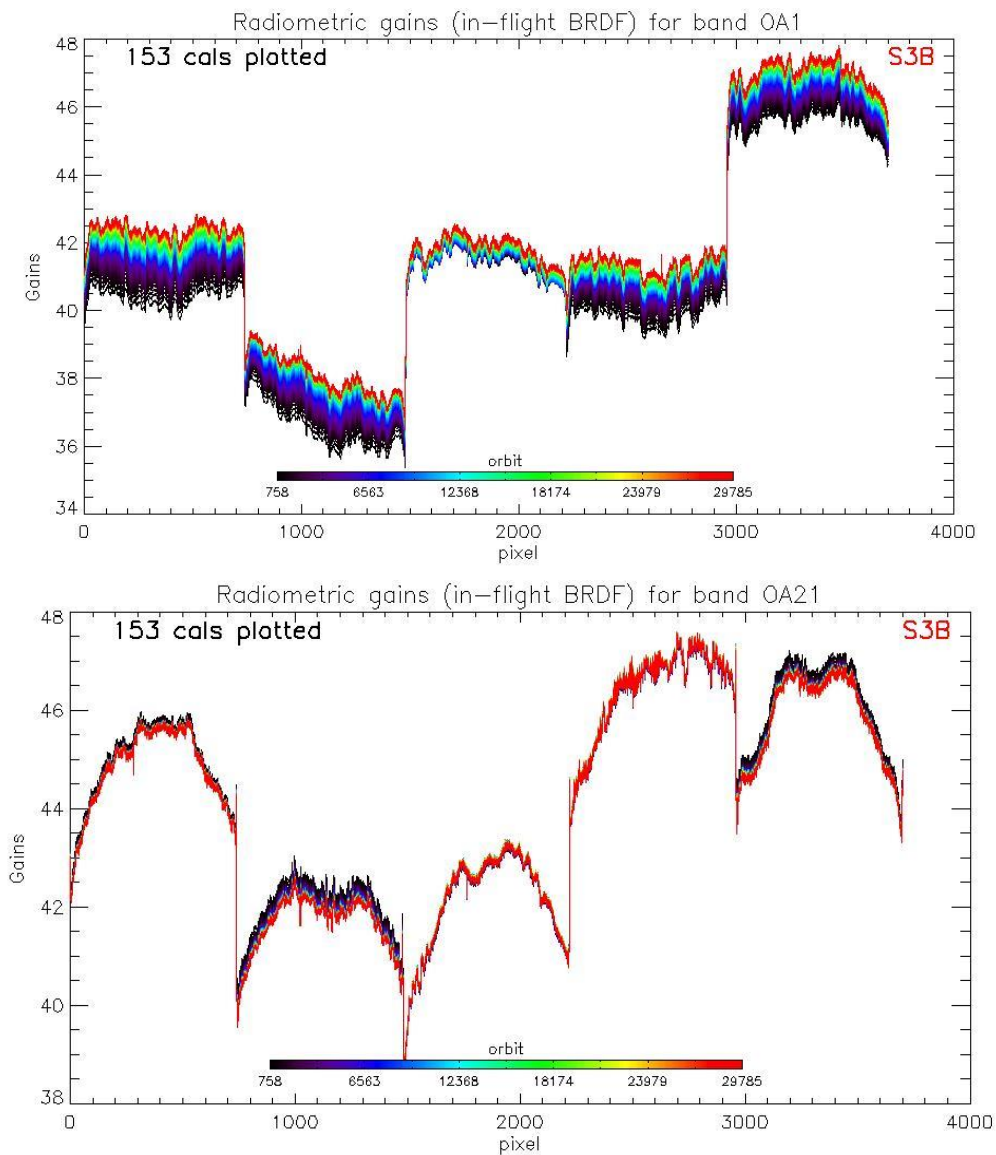 Radiometric gains (in-flight BRDF) for band OA1
153 cals plotted
S3B
48
46
44
42
40
38
36
34
Gains
orbit
758 6563 12368 18174 23979 29785
0 1000 2000 3000 4000
pixel
Radiometric gains (in-flight BRDF) for band OA21
153 cals plotted
S3B
48
46
44
42
40
38
Gains
orbit
758 6563 12368 18174 23979 29785
0 1000 2000 3000 4000
pixel